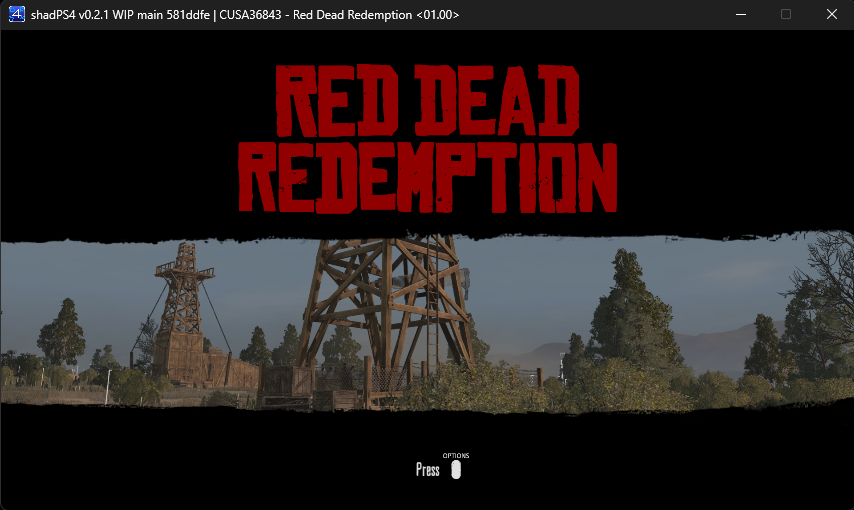 shadPS4 v0.2.1 WIP main 581ddfe | CUSA36843 - Red Dead Redemption <01.00>
RED DEAD
REDEMPTION
OPTIONS
Press